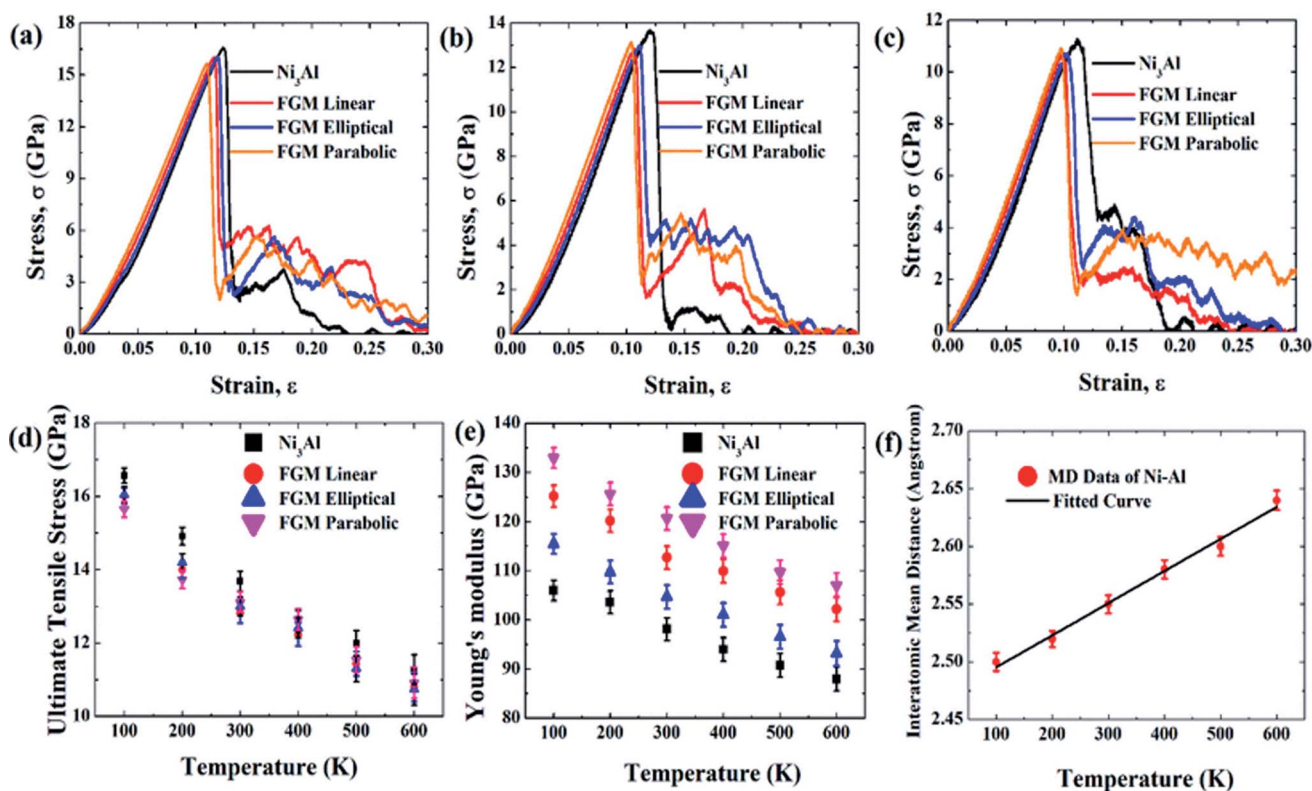 (a)
Stress, σ (GPa)
18
15
12
9
6
3
0
Ni₃Al
FGM Linear
FGM Elliptical
FGM Parabolic
0.00 0.05 0.10 0.15 0.20 0.25 0.30
Strain, ε
(b)
Stress, σ (GPa)
14
12
10
8
6
4
2
0
Ni₃Al
FGM Linear
FGM Elliptical
FGM Parabolic
0.00 0.05 0.10 0.15 0.20 0.25 0.30
Strain, ε
(c)
Stress, σ (GPa)
12
10
8
6
4
2
0
Ni₃Al
FGM Linear
FGM Elliptical
FGM Parabolic
0.00 0.05 0.10 0.15 0.20 0.25 0.30
Strain, ε
(d)
Ultimate Tensile Stress (GPa)
18
16
14
12
10
Ni₃Al
FGM Linear
FGM Elliptical
FGM Parabolic
100 200 300 400 500 600
Temperature (K)
(e)
Young's modulus (GPa)
140
130
120
110
100
90
80
Ni₃Al
FGM Linear
FGM Elliptical
FGM Parabolic
100 200 300 400 500 600
Temperature (K)
(f)
Interatomic Mean Distance (Angstrom)
2.70
2.65
2.60
2.55
2.50
2.45
MD Data of Ni-Al
Fitted Curve
100 200 300 400 500 600
Temperature (K)